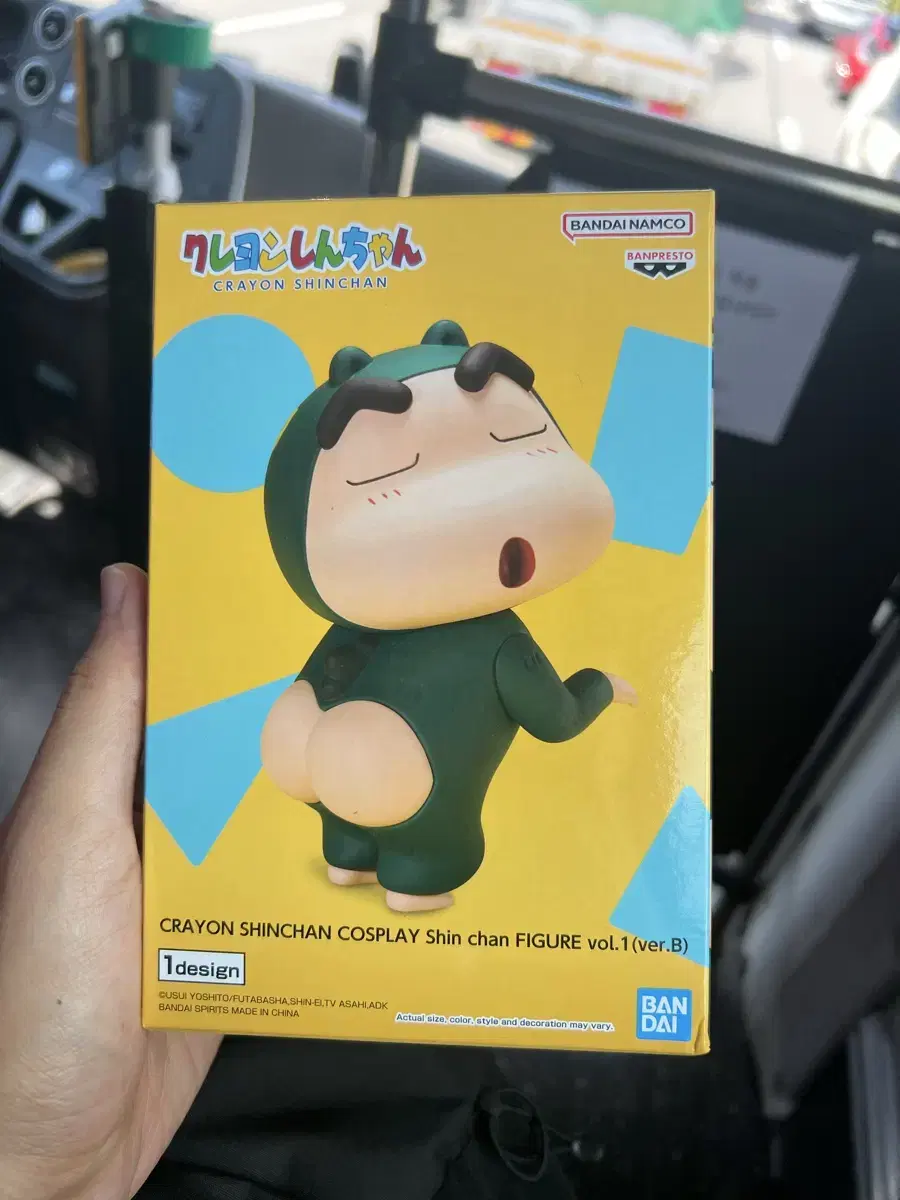 クレヨンしんちゃん
CRAYON SHINCHAN
BANDAI NAMCO
BANPRESTO
CRAYON SHINCHAN COSPLAY Shin chan FIGURE vol.1(ver.B)
1design
©USUI YOSHITO/FUTABASHA,SHIN-EI,TV ASAHI,ADK
BANDAI SPIRITS MADE IN CHINA
Actual size, color, style and decoration may vary.
BAN
DAI